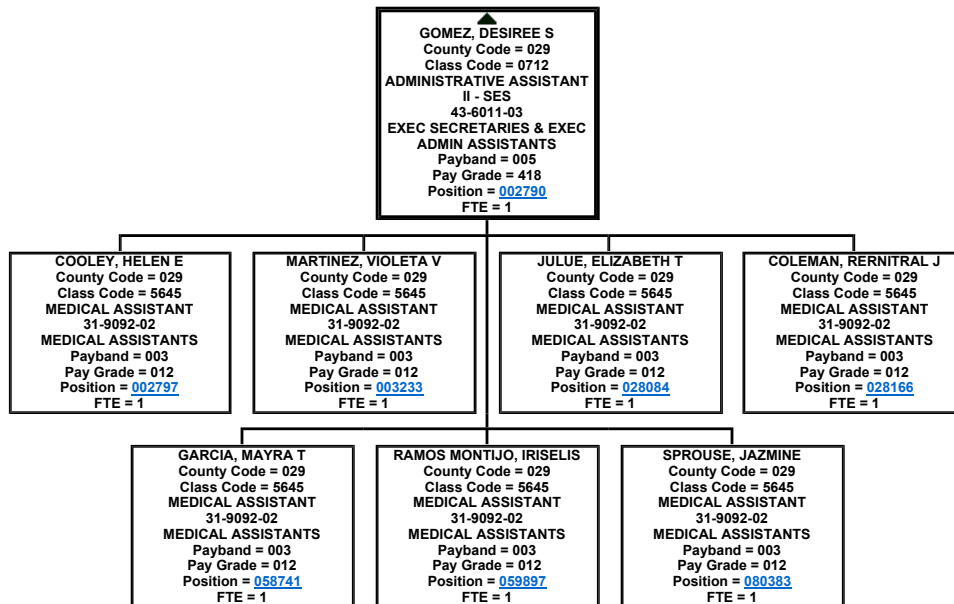 GOMEZ, DESIREE S
County Code = 029
Class Code = 0712
ADMINISTRATIVE ASSISTANT
II - SES
43-6011-03
EXEC SECRETARIES & EXEC
ADMIN ASSISTANTS
Payband = 005
Pay Grade = 418
Position = 002790
FTE = 1
COOLEY, HELEN E
County Code = 029
Class Code = 5645
MEDICAL ASSISTANT
31-9092-02
MEDICAL ASSISTANTS
Payband = 003
Pay Grade = 012
Position = 002797
FTE = 1
MARTINEZ, VIOLETA V
County Code = 029
Class Code = 5645
MEDICAL ASSISTANT
31-9092-02
MEDICAL ASSISTANTS
Payband = 003
Pay Grade = 012
Position = 003233
FTE = 1
JULUE, ELIZABETH T
County Code = 029
Class Code = 5645
MEDICAL ASSISTANT
31-9092-02
MEDICAL ASSISTANTS
Payband = 003
Pay Grade = 012
Position = 028084
FTE = 1
COLEMAN, RERNITRAL J
County Code = 029
Class Code = 5645
MEDICAL ASSISTANT
31-9092-02
MEDICAL ASSISTANTS
Payband = 003
Pay Grade = 012
Position = 028166
FTE = 1
GARCIA, MAYRA T
County Code = 029
Class Code = 5645
MEDICAL ASSISTANT
31-9092-02
MEDICAL ASSISTANTS
Payband = 003
Pay Grade = 012
Position = 058741
FTE = 1
RAMOS MONTIJO, IRISELIS
County Code = 029
Class Code = 5645
MEDICAL ASSISTANT
31-9092-02
MEDICAL ASSISTANTS
Payband = 003
Pay Grade = 012
Position = 059897
FTE = 1
SPROUSE, JAZMINE
County Code = 029
Class Code = 5645
MEDICAL ASSISTANT
31-9092-02
MEDICAL ASSISTANTS
Payband = 003
Pay Grade = 012
Position = 080383
FTE = 1